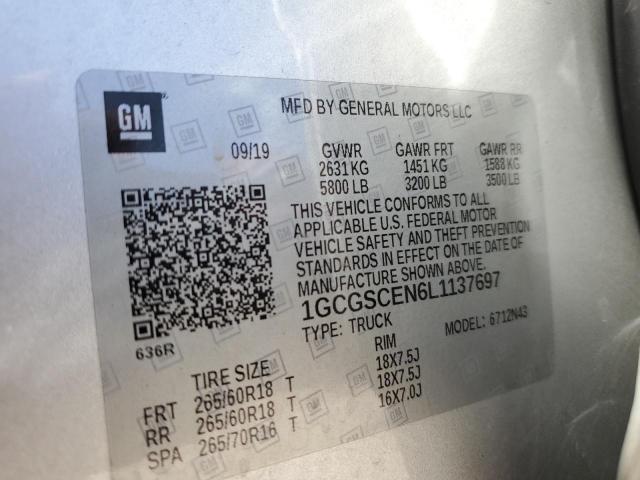 GM
MFD BY GENERAL MOTORS LLC
09/19 GVWR GAWR FRT GAWR RR
2631 KG 1451 KG 1588 KG
5800 LB 3200 LB 3500 LB
THIS VEHICLE CONFORMS TO ALL
APPLICABLE U.S. FEDERAL MOTOR
VEHICLE SAFETY AND THEFT PREVENTION
STANDARDS IN EFFECT ON THE DATE OF
MANUFACTURE SHOWN ABOVE.
1GCGSCEN6L1137697
TYPE: TRUCK MODEL: 6712N43
636R
TIRE SIZE RIM
FRT 265/60R18 T 18X7.5J
RR 265/60R18 T 18X7.5J
SPA 265/70R16 T 16X7.0J